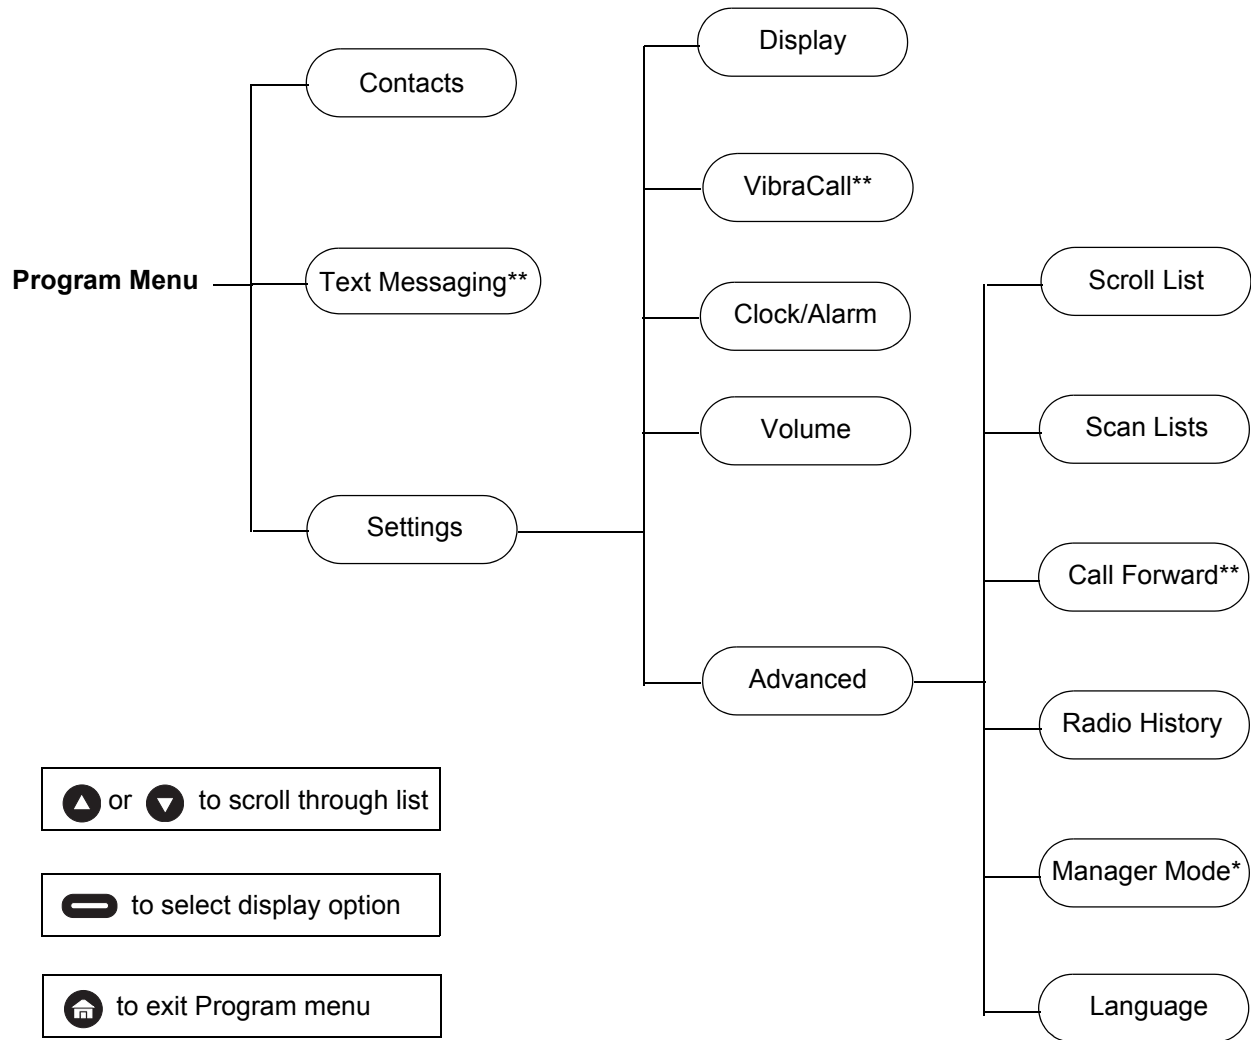 Program Menu
Contacts
Text Messaging**
Settings
Display
VibraCall**
Clock/Alarm
Volume
Advanced
Scroll List
Scan Lists
Call Forward**
Radio History
Manager Mode*
Language
or to scroll through list
to select display option
to exit Program menu